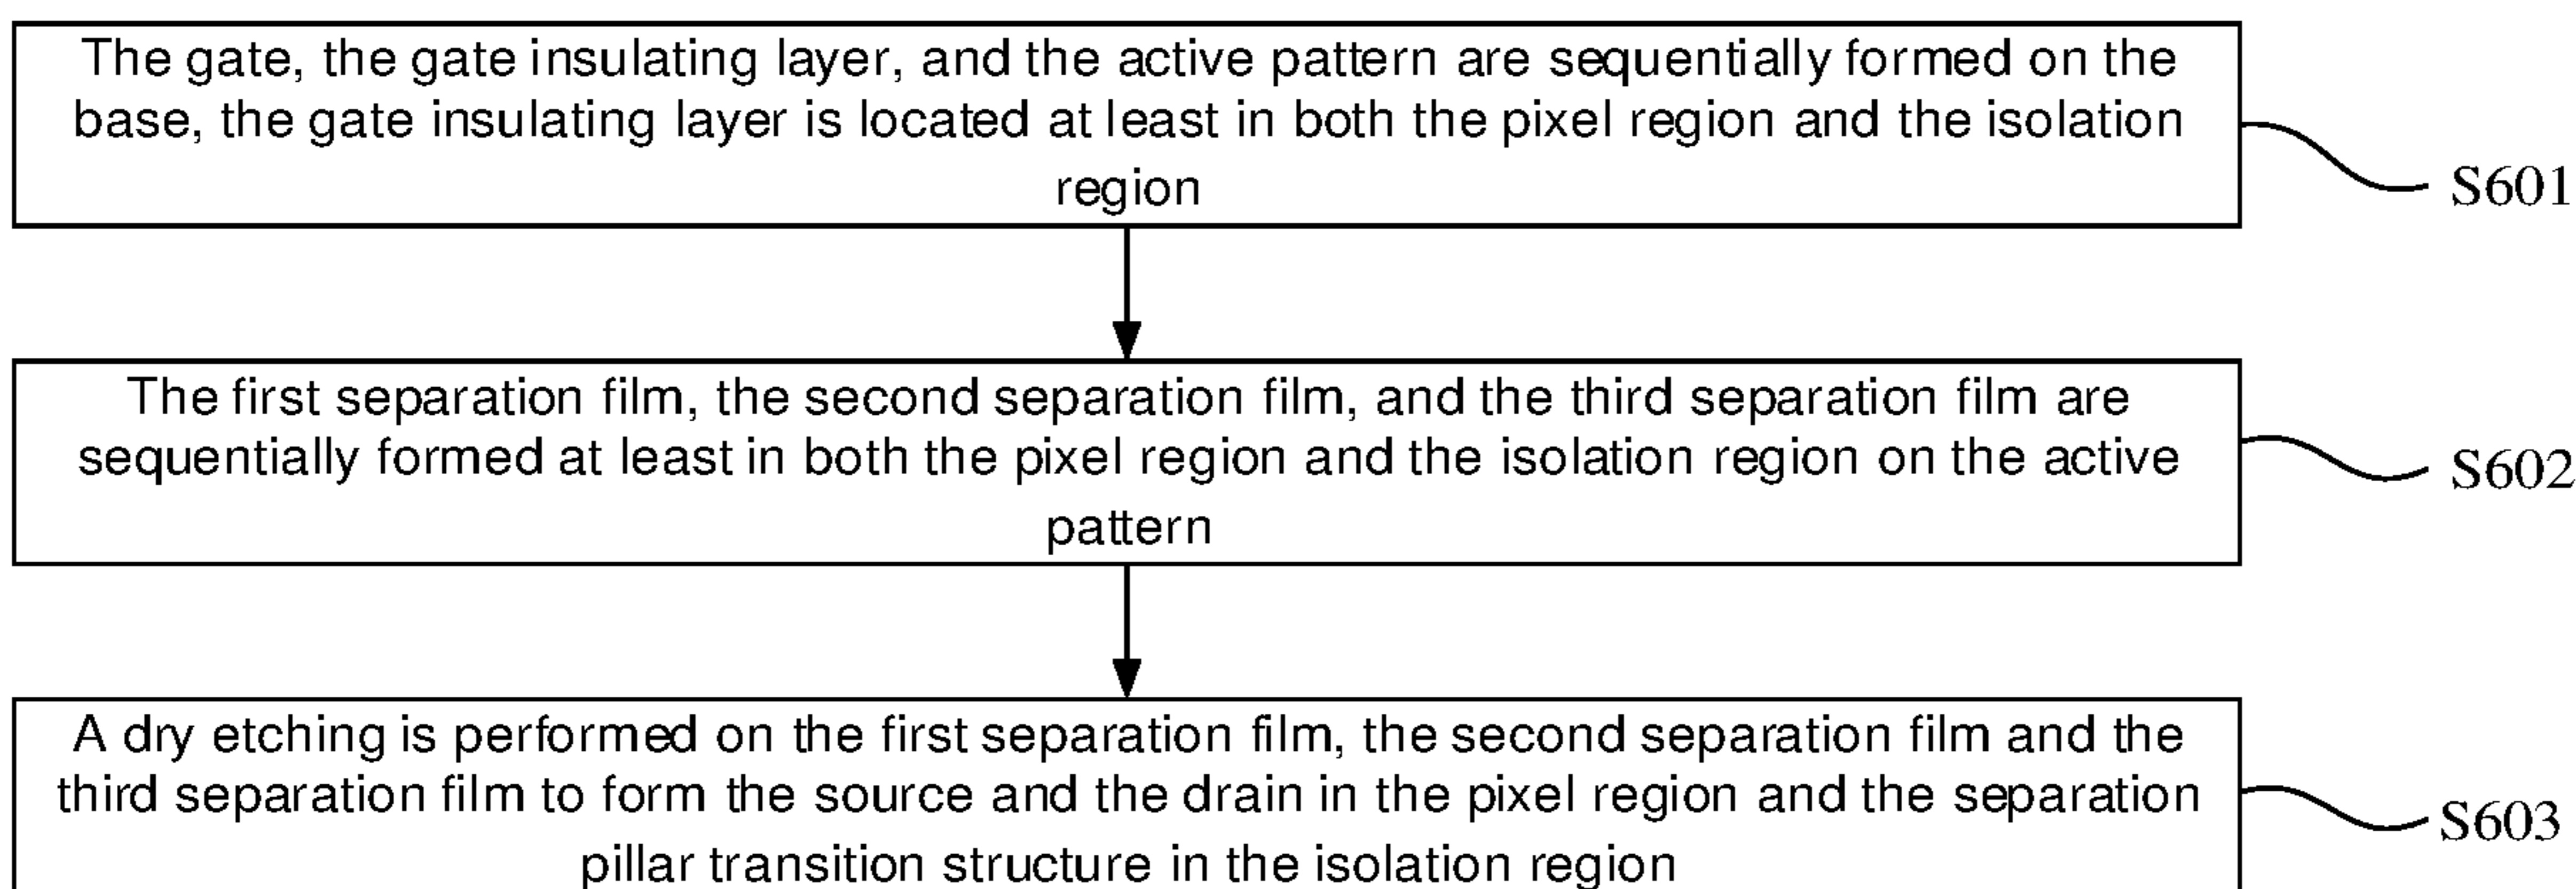 The gate, the gate insulating layer, and the active pattern are sequentially formed on the
base, the gate insulating layer is located at least in both the pixel region and the isolation
region
S601
The first separation film, the second separation film, and the third separation film are
sequentially formed at least in both the pixel region and the isolation region on the active
pattern
S602
A dry etching is performed on the first separation film, the second separation film and the
third separation film to form the source and the drain in the pixel region and the separation
pillar transition structure in the isolation region
S603